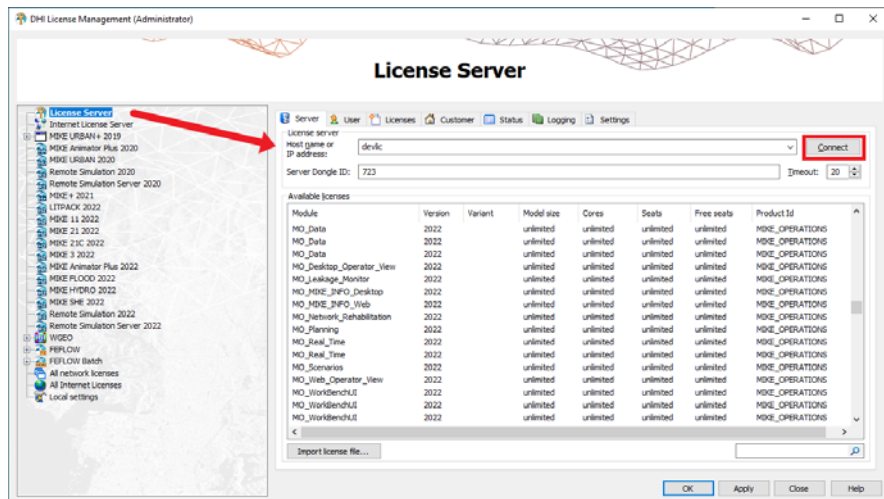 DHI License Management (Administrator)
License Server
License Server
Internet License Server
MIKE URBAN+ 2019
MIKE Animator Plus 2020
MIKE URBAN 2020
Remote Simulation 2020
Remote Simulation Server 2020
MIKE+ 2021
LITPACK 2022
MIKE 11 2022
MIKE 21 2022
MIKE 21C 2022
MIKE 3 2022
MIKE Animator Plus 2022
MIKE FLOOD 2022
MIKE HYDRO 2022
MIKE SHE 2022
Remote Simulation 2022
Remote Simulation Server 2022
WGEO
FEFLOW
FEFLOW Batch
All network licenses
All Internet Licenses
Local settings
Server User Licenses Customer Status Logging Settings
License server
Host name or
IP address: devlic Connect
Server Dongle ID: 723 Timeout: 20
Available licenses
Module Version Variant Model size Cores Seats Free seats Product Id
MO_Data 2022 unlimited unlimited unlimited unlimited MIKE_OPERATIONS
MO_Data 2022 unlimited unlimited unlimited unlimited MIKE_OPERATIONS
MO_Data 2022 unlimited unlimited unlimited unlimited MIKE_OPERATIONS
MO_Desktop_Operator_View 2022 unlimited unlimited unlimited unlimited MIKE_OPERATIONS
MO_Leakage_Monitor 2022 unlimited unlimited unlimited unlimited MIKE_OPERATIONS
MO_MIKE_INFO_Desktop 2022 unlimited unlimited unlimited unlimited MIKE_OPERATIONS
MO_MIKE_INFO_Web 2022 unlimited unlimited unlimited unlimited MIKE_OPERATIONS
MO_Network_Rehabilitation 2022 unlimited unlimited unlimited unlimited MIKE_OPERATIONS
MO_Planning 2022 unlimited unlimited unlimited unlimited MIKE_OPERATIONS
MO_Real_Time 2022 unlimited unlimited unlimited unlimited MIKE_OPERATIONS
MO_Real_Time 2022 unlimited unlimited unlimited unlimited MIKE_OPERATIONS
MO_Scenarios 2022 unlimited unlimited unlimited unlimited MIKE_OPERATIONS
MO_Web_Operator_View 2022 unlimited unlimited unlimited unlimited MIKE_OPERATIONS
MO_WorkBenchUI 2022 unlimited unlimited unlimited unlimited MIKE_OPERATIONS
MO_WorkBenchUI 2022 unlimited unlimited unlimited unlimited MIKE_OPERATIONS
MO_WorkBenchUI 2022 unlimited unlimited unlimited unlimited MIKE_OPERATIONS
Import license file...
OK Apply Close Help